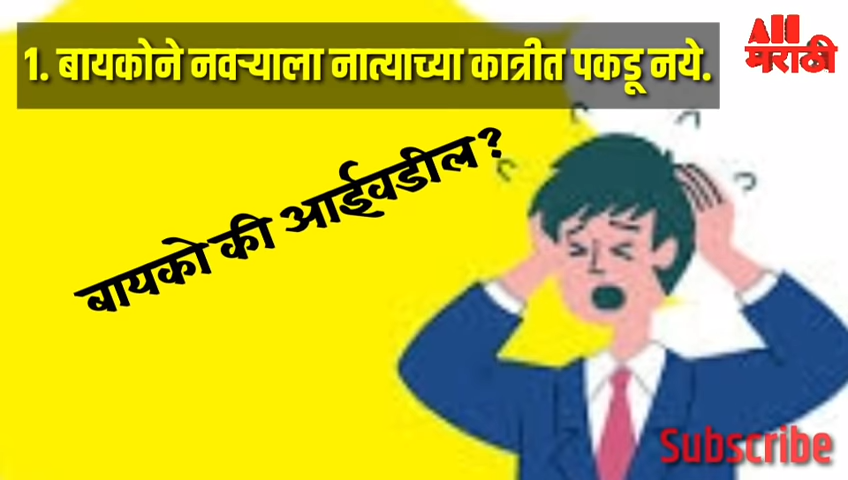 1. बायकोने नवऱ्याला नात्याच्या कात्रीत पकडू नये.
All
मराठी
बायको की आईवडील?
Subscribe